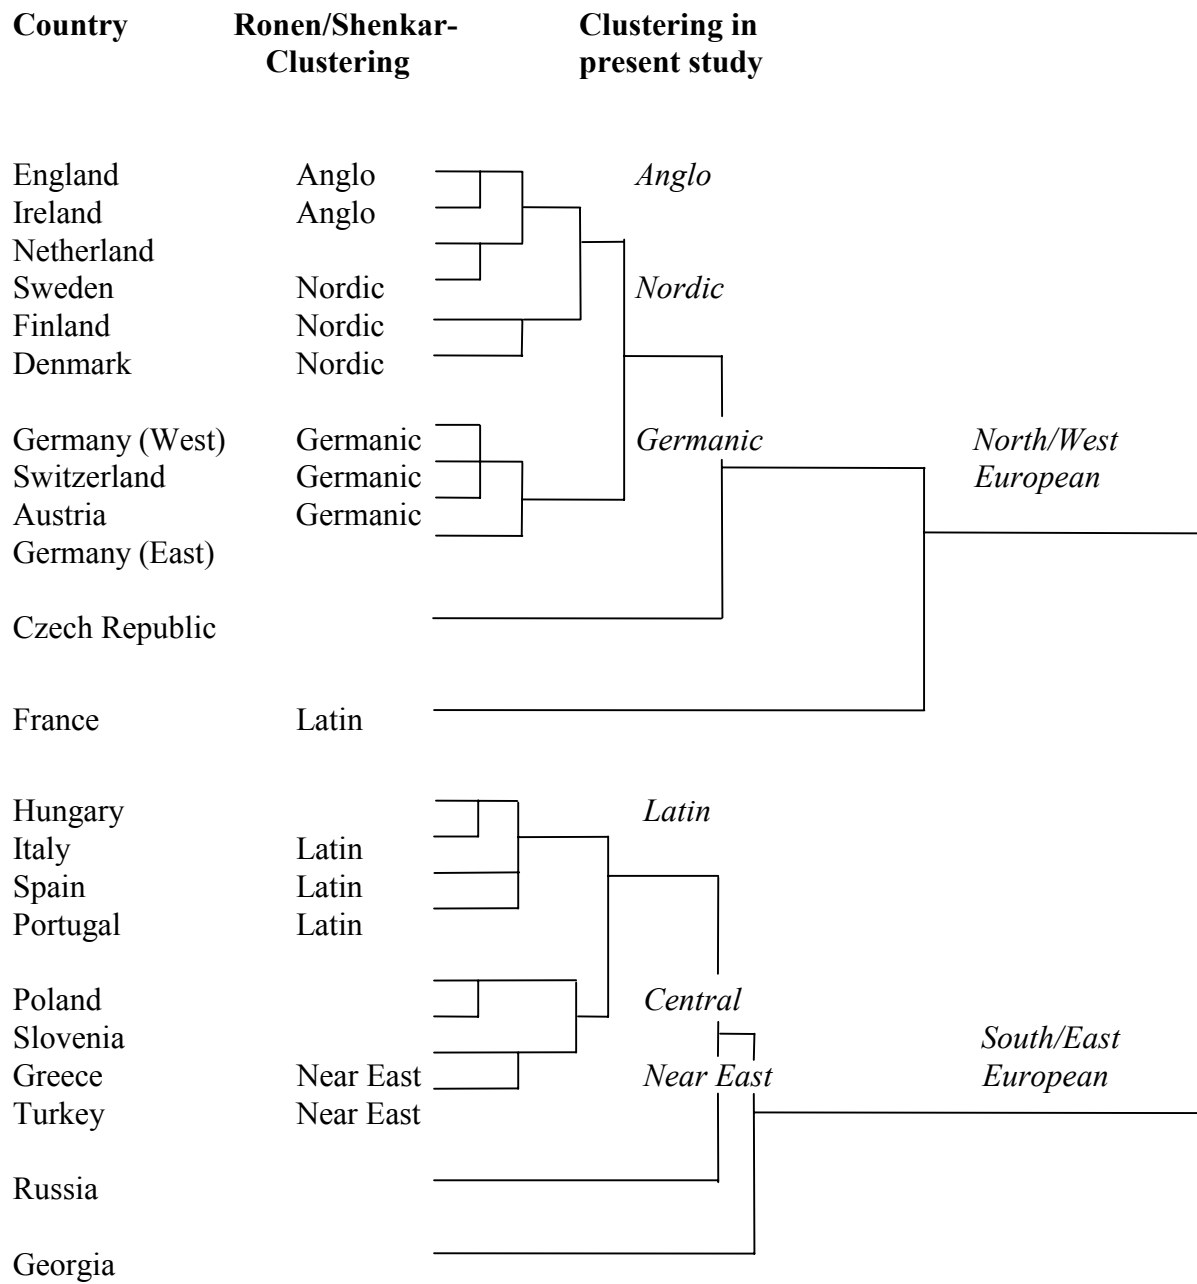 Country Ronen/Shenkar- Clustering in
Clustering present study
England Anglo Anglo
Ireland Anglo
Netherland
Sweden Nordic Nordic
Finland Nordic
Denmark Nordic
Germany (West) Germanic Germanic North/West
Switzerland Germanic European
Austria Germanic
Germany (East)
Czech Republic
France Latin
Hungary Latin
Italy Latin
Spain Latin
Portugal Latin
Poland Central
Slovenia South/East
Greece Near East Near East European
Turkey Near East
Russia
Georgia